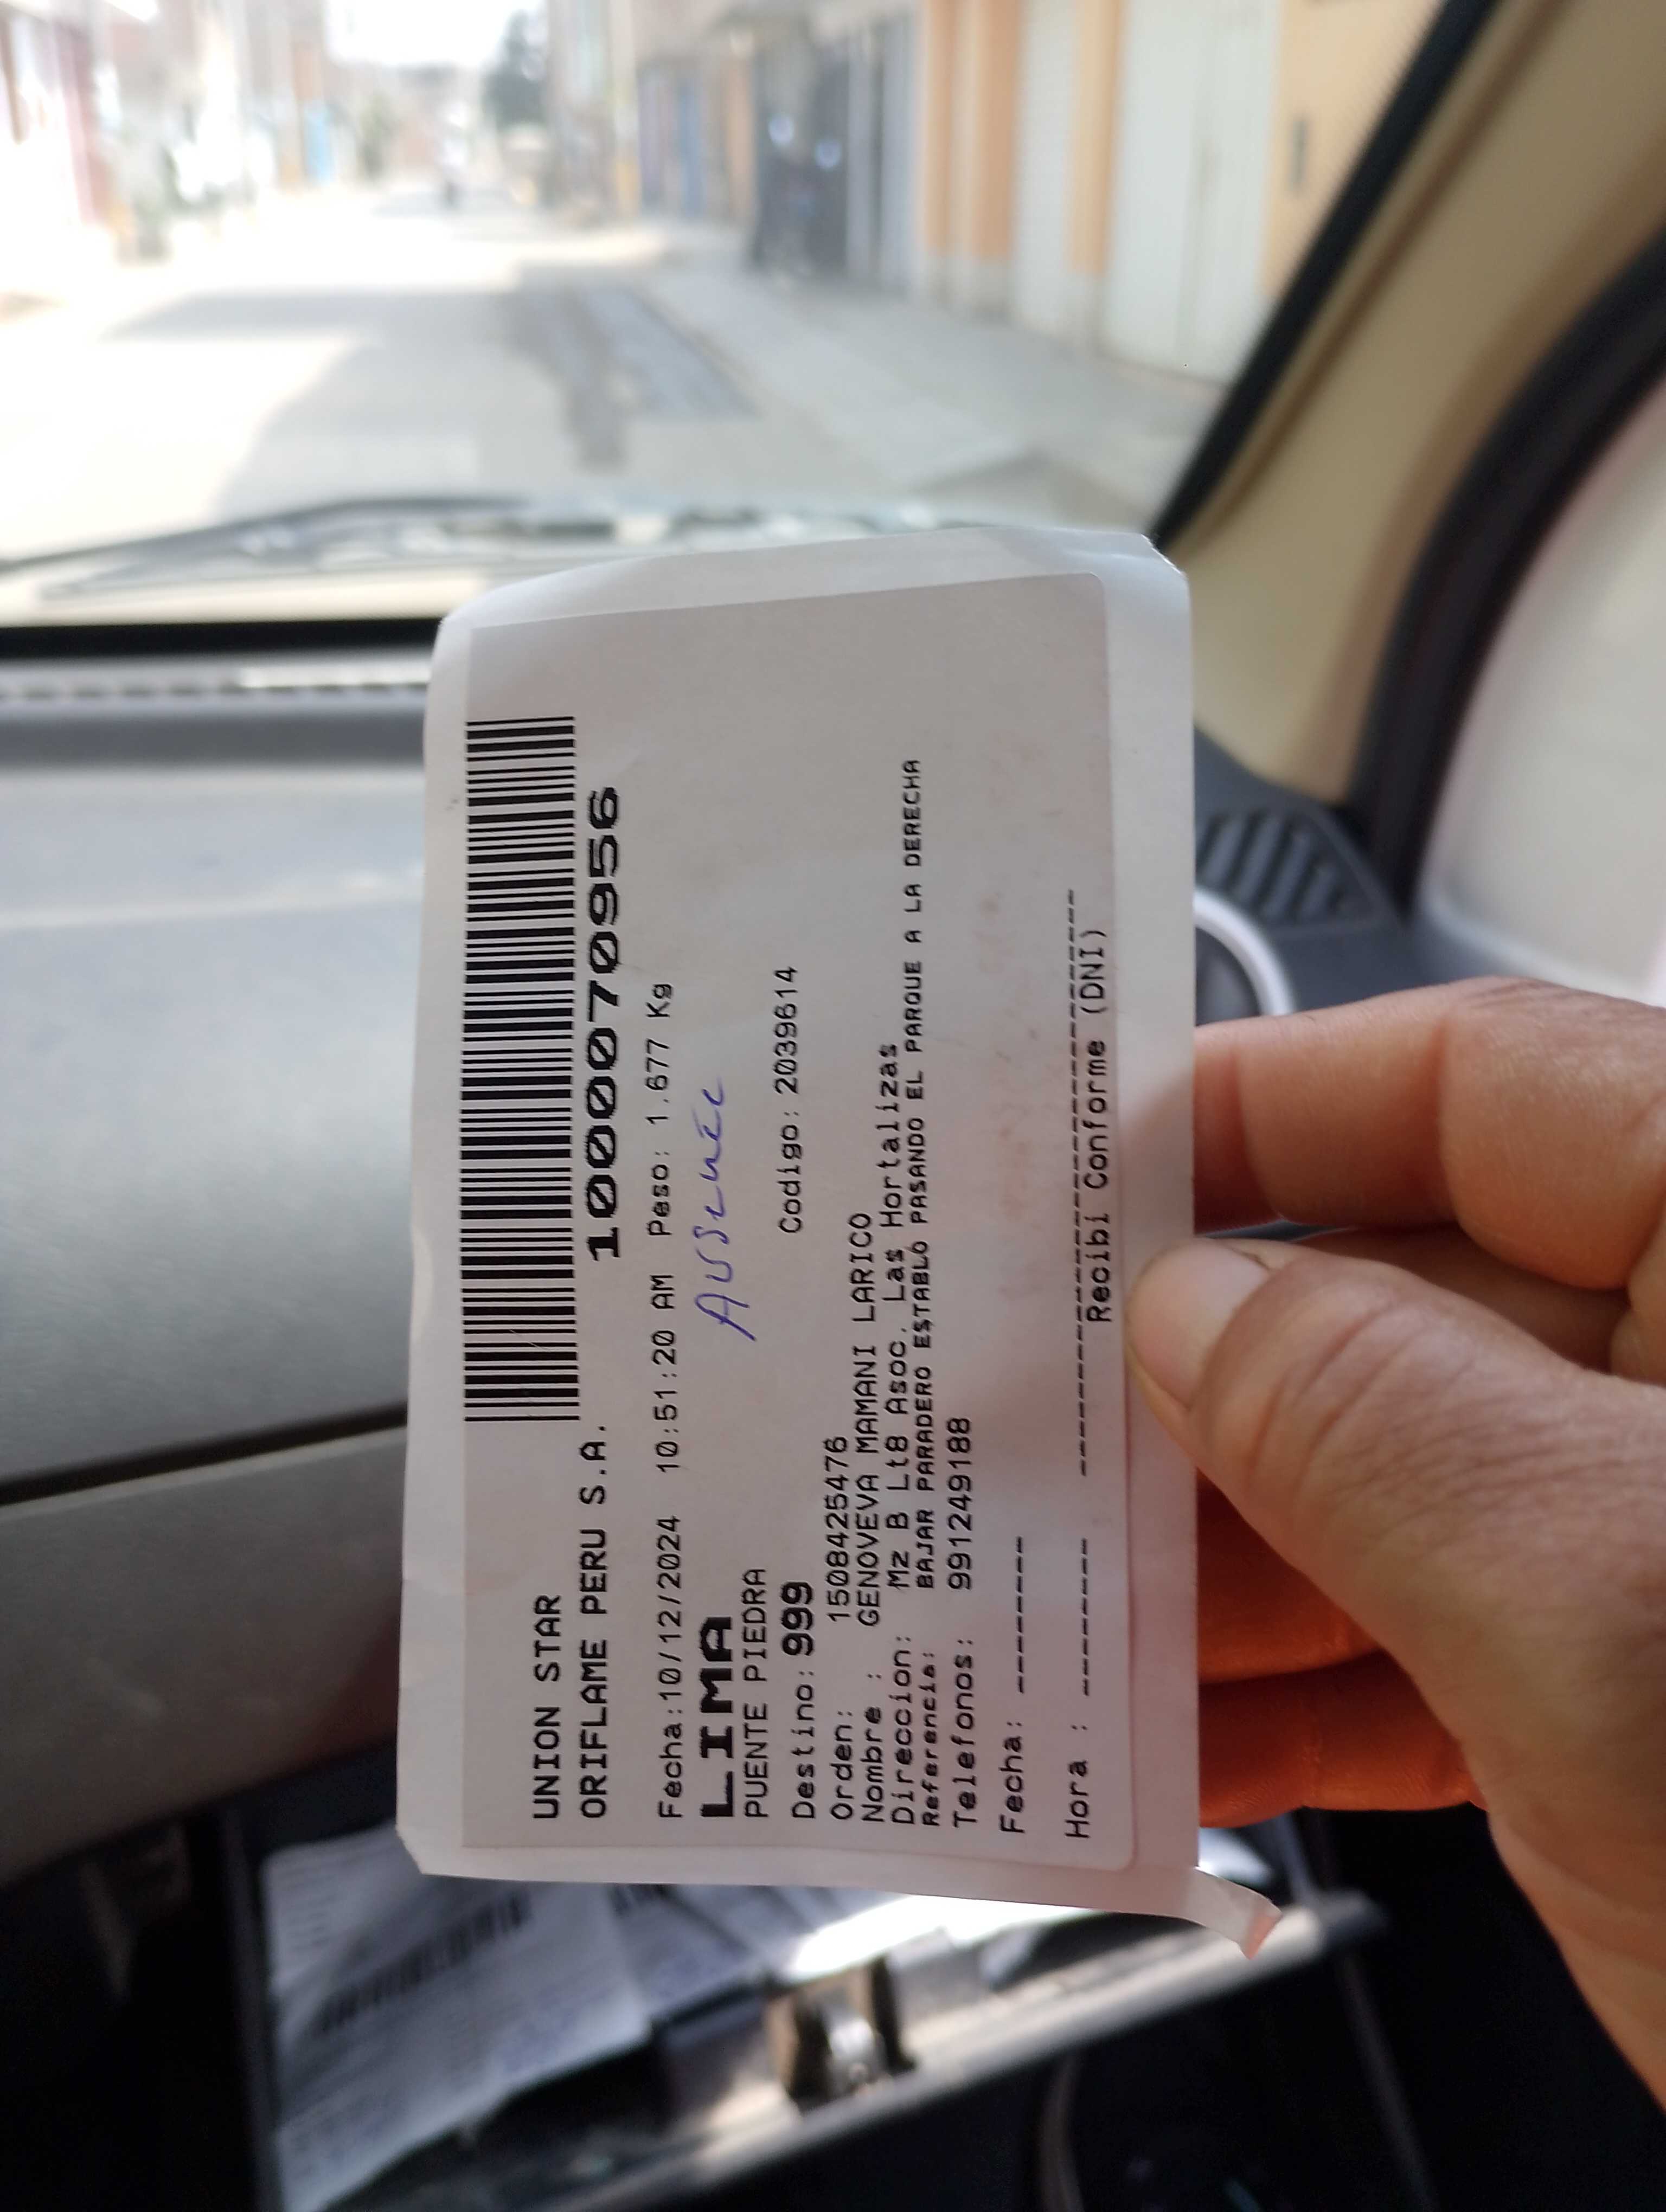 UNION STAR
ORIFLAME PERU S.A.
1000070956
Fecha:10/12/2024 10:51:20 AM Peso: 1.677 Kg
LIMA
Ausente
PUENTE PIEDRA
Destino: 999 Codigo: 2039614
Orden: 1508425476
Nombre : GENOVEVA MAMANI LARICO
Direccion: Mz B Lt8 Asoc. Las Hortalizas
Referencia: BAJAR PARADERO ESTABLO PASANDO EL PARQUE A LA DERECHA
Telefonos: 991249188
Fecha: -------
Hora : ------- --------------------------
Recibi Conforme (DNI)